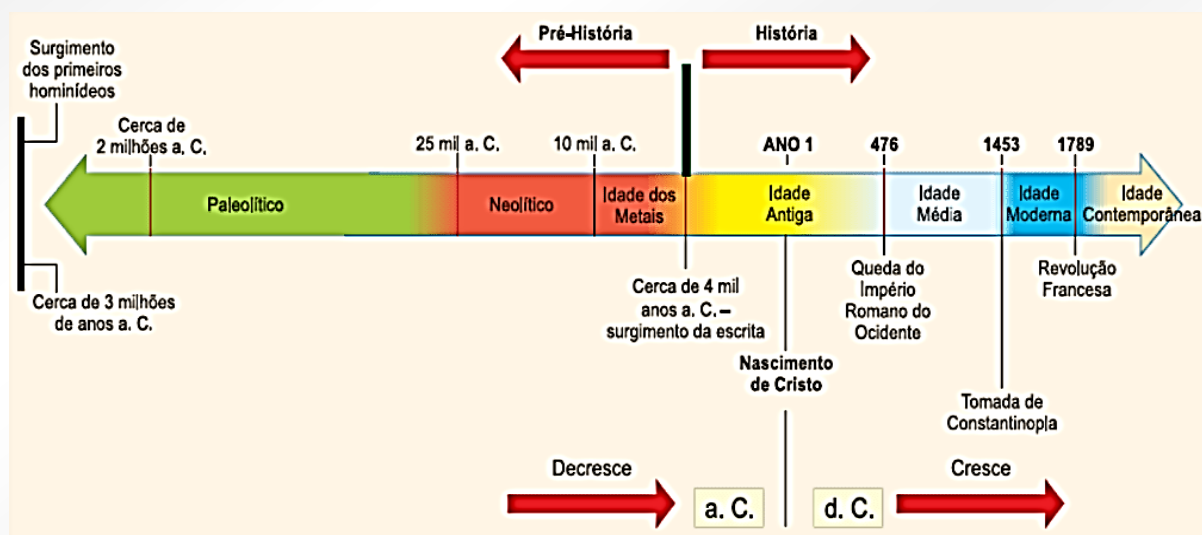 Pré-História
História
Surgimento
dos primeiros
hominídeos
Cerca de
2 milhões a. C.
25 mil a. C.
10 mil a. C.
ANO 1
476
1453
1789
Paleolítico
Neolítico
Idade dos
Metais
Idade
Antiga
Idade
Média
Idade
Moderna
Idade
Contemporânea
Cerca de 3 milhões
de anos a. C.
Cerca de 4 mil
anos a. C. –
surgimento da escrita
Nascimento
de Cristo
Queda do
Império
Romano do
Ocidente
Tomada de
Constantinopla
Revolução
Francesa
Decresce
a. C.
d. C.
Cresce